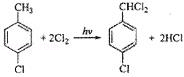 CH₃
CHCl₂
+ 2Cl₂ hν + 2HCl
Cl
Cl